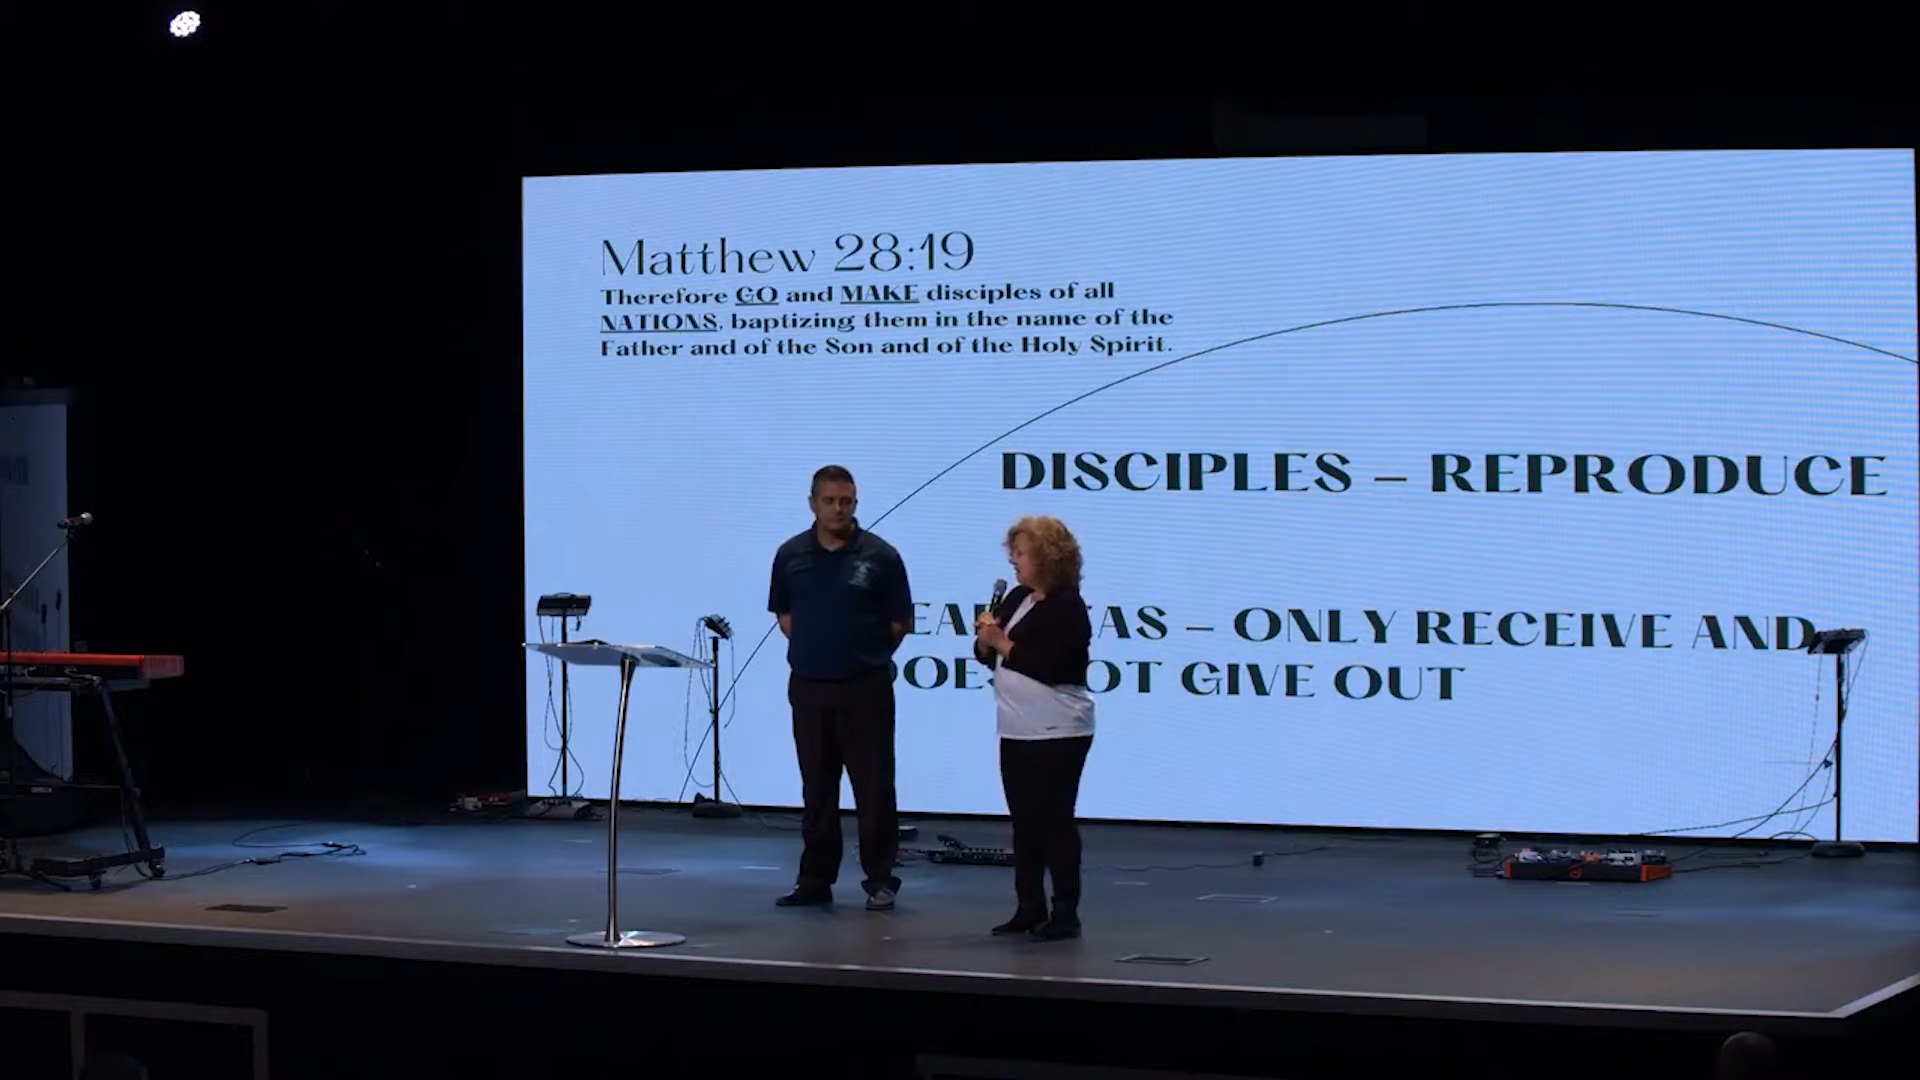 Matthew 28:19
Therefore GO and MAKE disciples of all
NATIONS, baptizing them in the name of the
Father and of the Son and of the Holy Spirit.
DISCIPLES – REPRODUCE
– ONLY RECEIVE AND
GIVE OUT